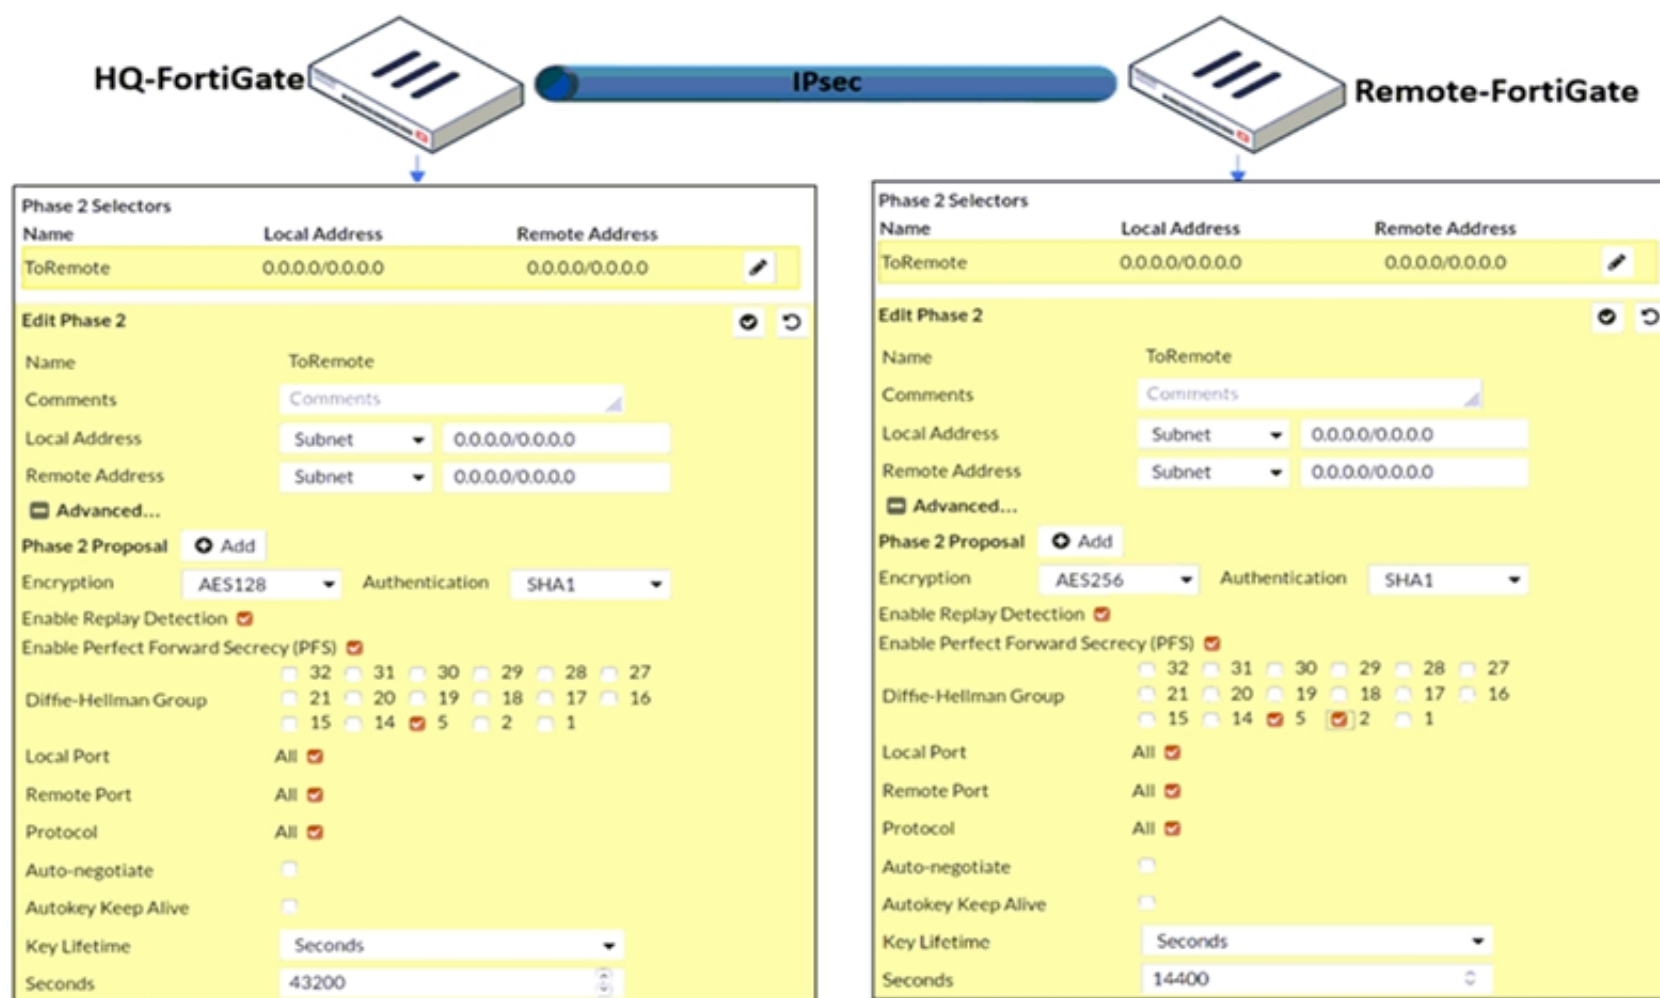 HQ-FortiGate
IPsec
Remote-FortiGate
Phase 2 Selectors
Name Local Address Remote Address
ToRemote 0.0.0.0/0.0.0.0 0.0.0.0/0.0.0.0
Edit Phase 2
Name ToRemote
Comments Comments
Local Address Subnet 0.0.0.0/0.0.0.0
Remote Address Subnet 0.0.0.0/0.0.0.0
Advanced...
Phase 2 Proposal Add
Encryption AES128 Authentication SHA1
Enable Replay Detection
Enable Perfect Forward Secrecy (PFS)
32 31 30 29 28 27
Diffie-Hellman Group 21 20 19 18 17 16
15 14 5 2 1
Local Port All
Remote Port All
Protocol All
Auto-negotiate
Autokey Keep Alive
Key Lifetime Seconds
Seconds 43200
Phase 2 Selectors
Name Local Address Remote Address
ToRemote 0.0.0.0/0.0.0.0 0.0.0.0/0.0.0.0
Edit Phase 2
Name ToRemote
Comments Comments
Local Address Subnet 0.0.0.0/0.0.0.0
Remote Address Subnet 0.0.0.0/0.0.0.0
Advanced...
Phase 2 Proposal Add
Encryption AES256 Authentication SHA1
Enable Replay Detection
Enable Perfect Forward Secrecy (PFS)
32 31 30 29 28 27
Diffie-Hellman Group 21 20 19 18 17 16
15 14 5 2 1
Local Port All
Remote Port All
Protocol All
Auto-negotiate
Autokey Keep Alive
Key Lifetime Seconds
Seconds 14400